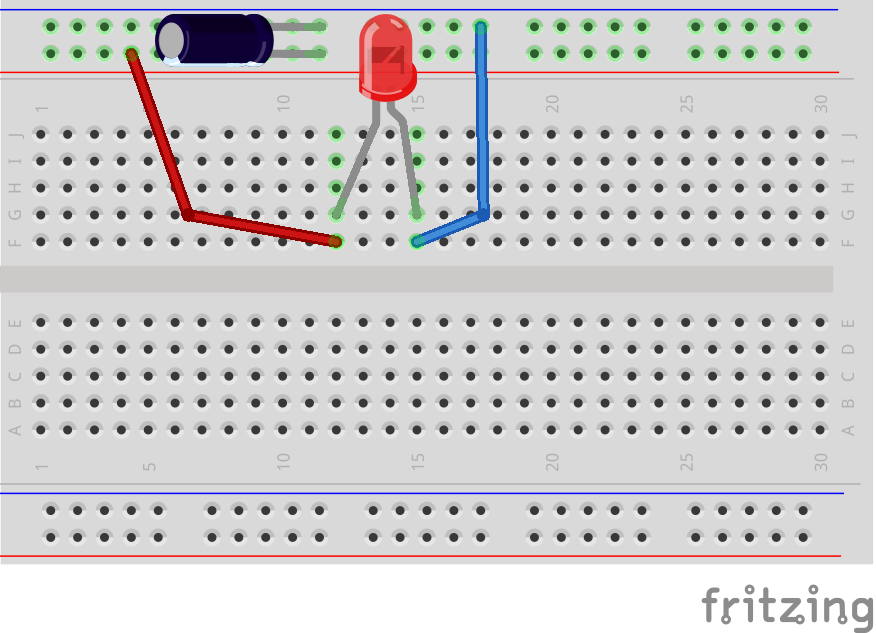 1 10 15 20 25 30
J J
I I
H H
G G
F F
E E
D D
C C
B B
A A
1 5 10 15 20 25 30
fritzing